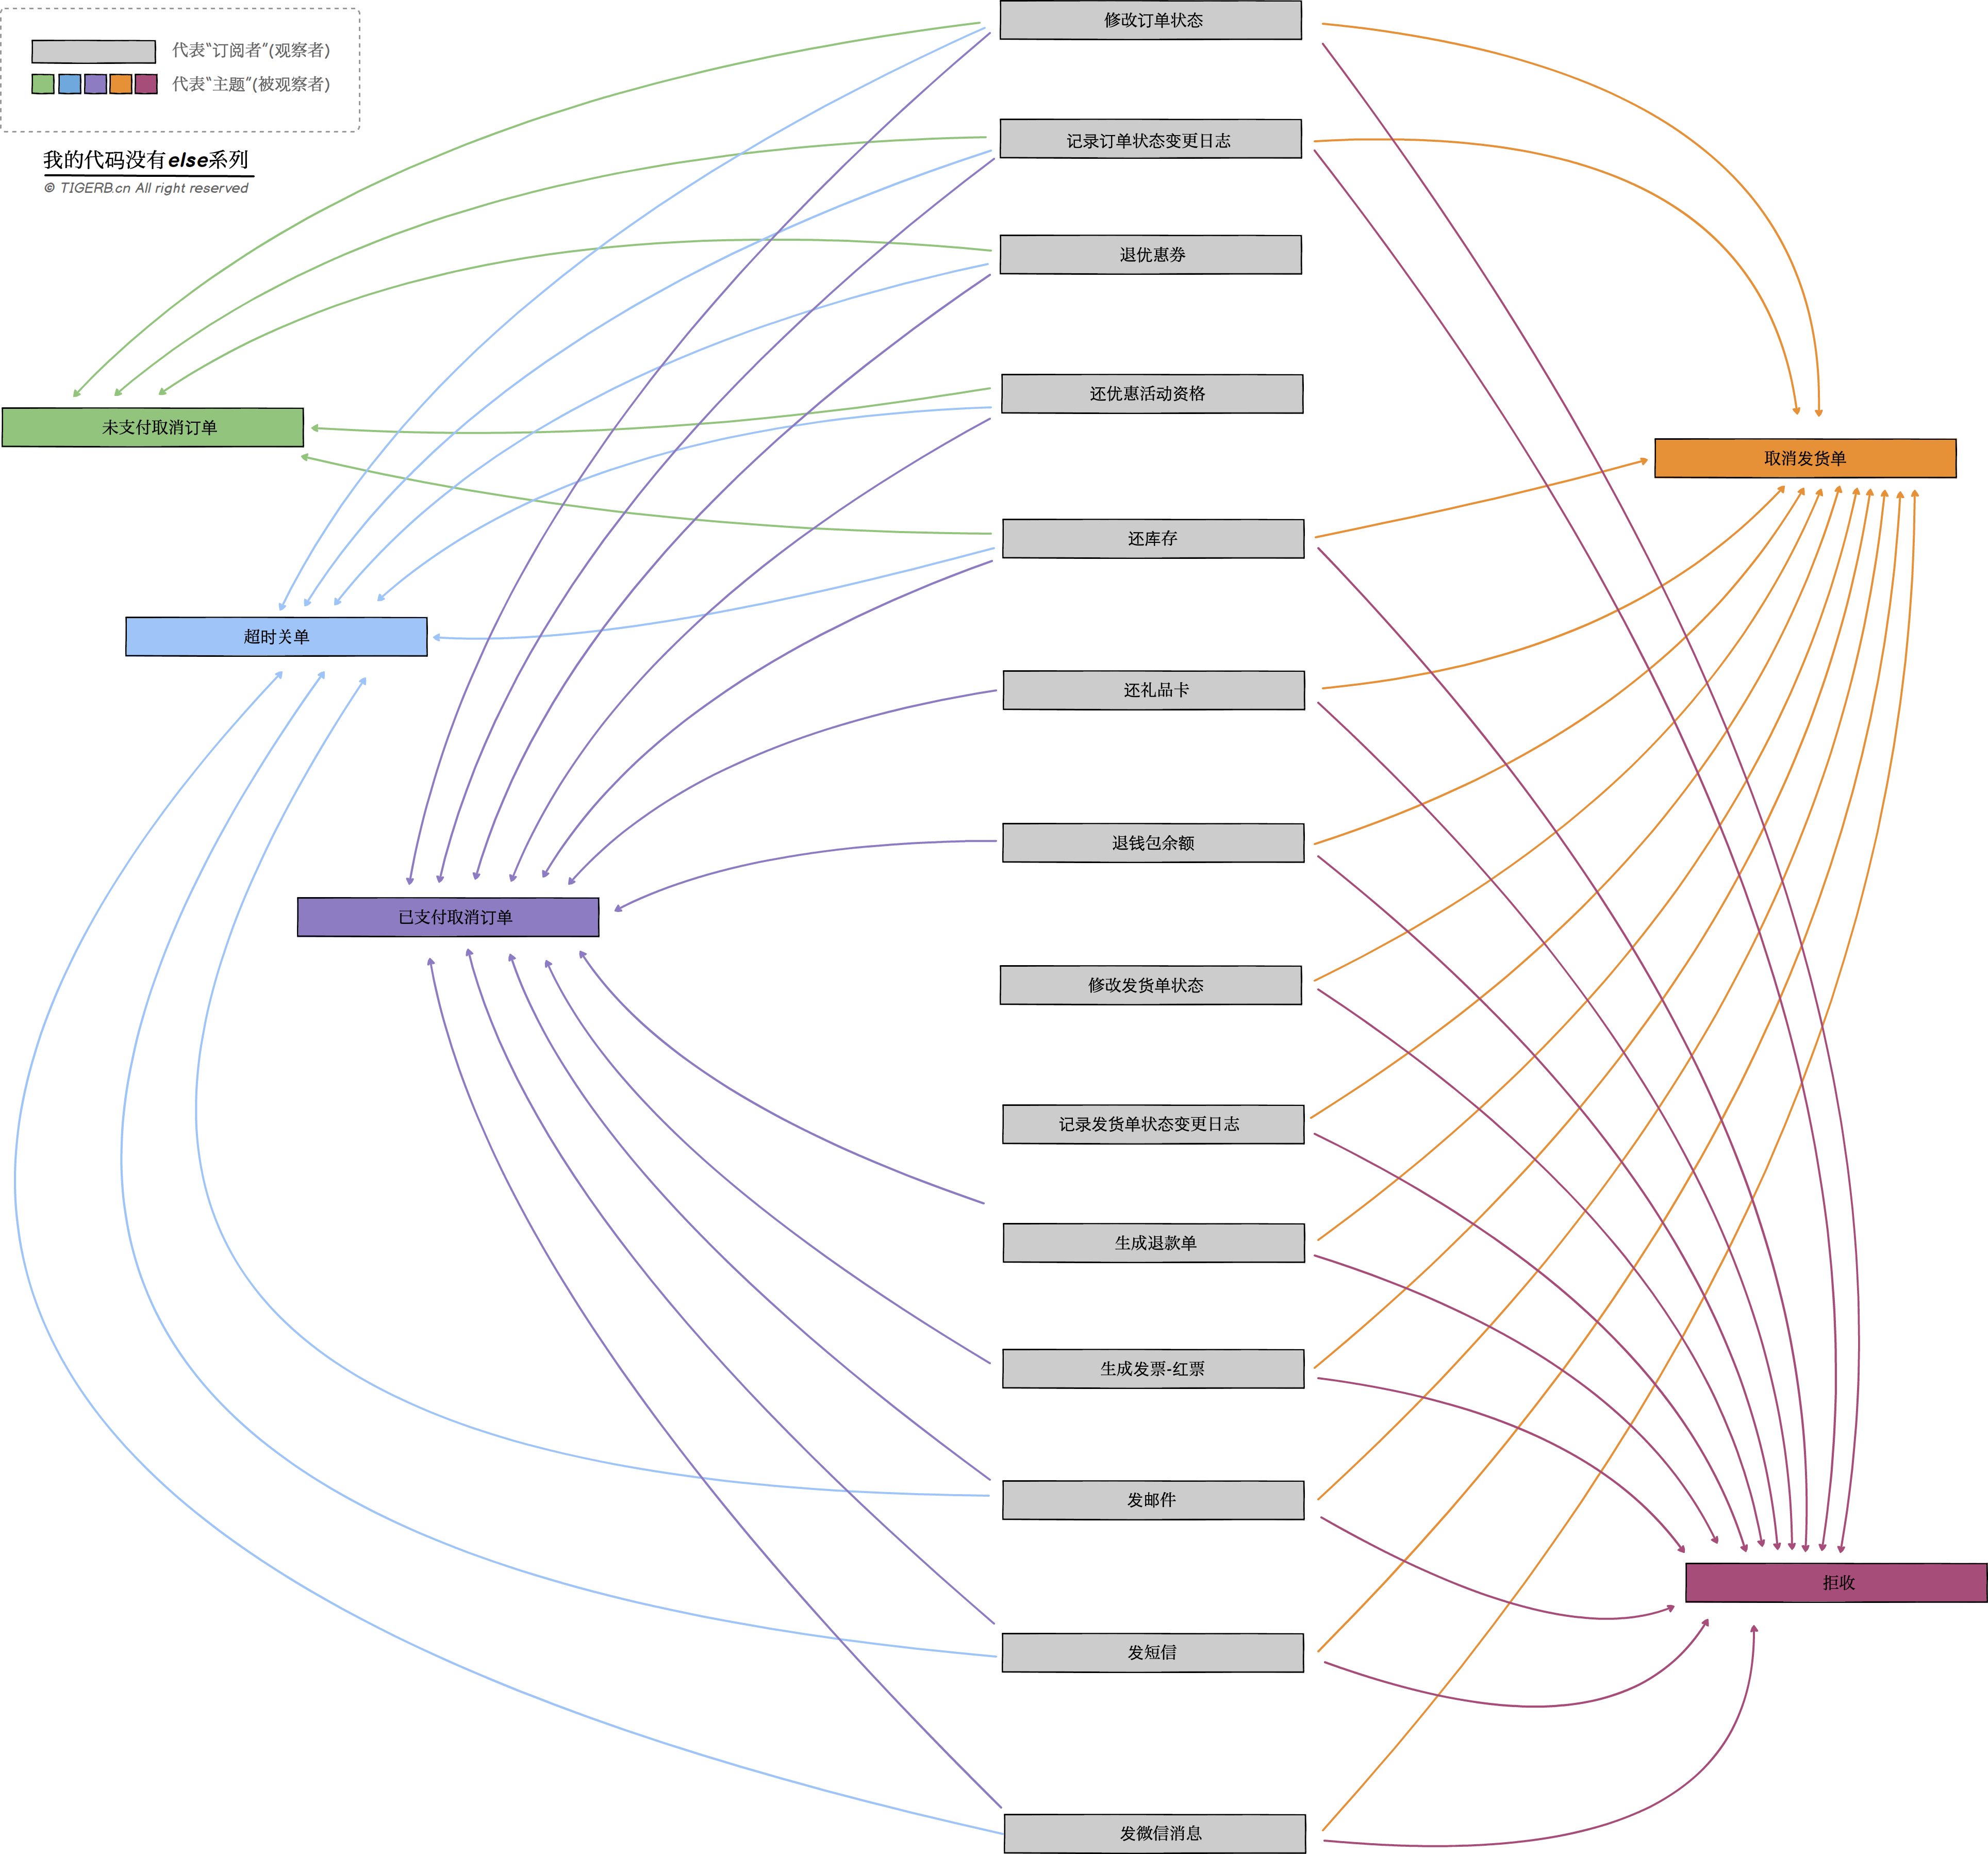 代表“订阅者”(观察者)
代表“主题”(被观察者)
我的代码没有else系列
© TIGERB.cn All right reserved
修改订单状态
记录订单状态变更日志
退优惠券
还优惠活动资格
未支付取消订单
取消发货单
还库存
超时关单
还礼品卡
退钱包余额
已支付取消订单
修改发货单状态
记录发货单状态变更日志
生成退款单
生成发票-红票
发邮件
拒收
发短信
发微信消息